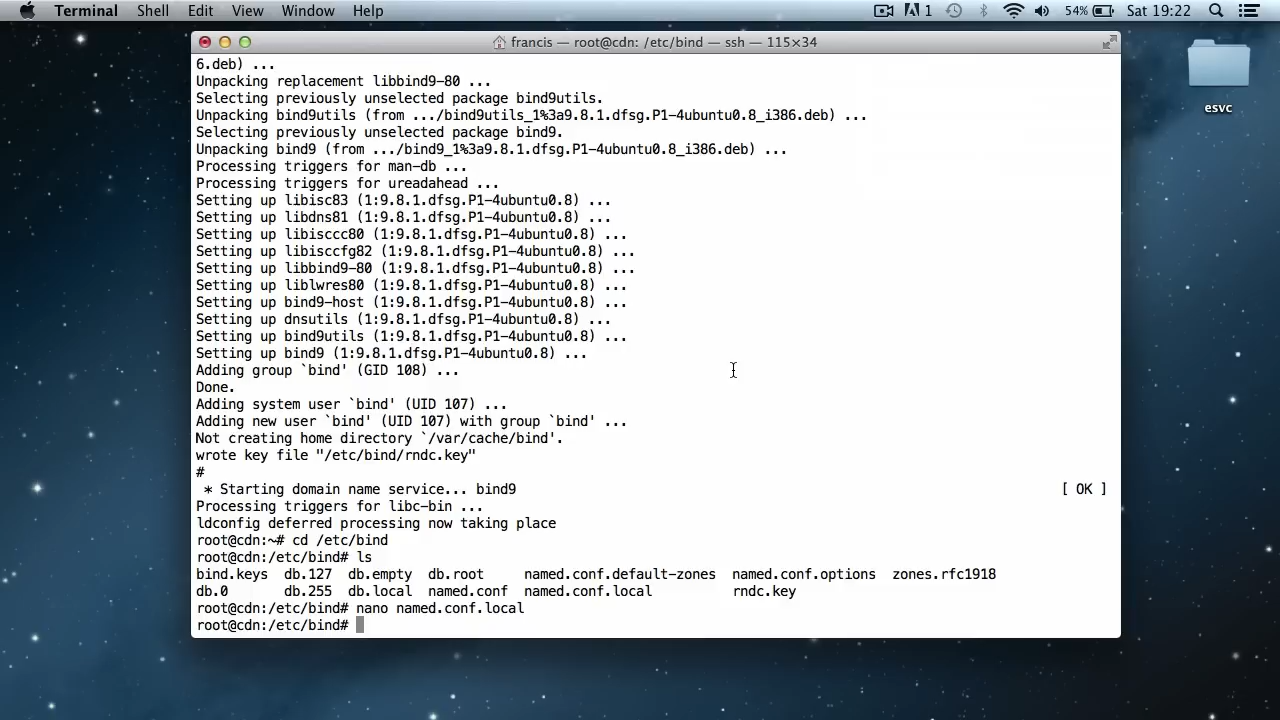 Terminal Shell Edit View Window Help 1 54% Sat 19:22
francis — root@cdn: /etc/bind — ssh — 115×34
6.deb) ...
Unpacking replacement libbind9-80 ...
Selecting previously unselected package bind9utils.
Unpacking bind9utils (from .../bind9utils_1%3a9.8.1.dfsg.P1-4ubuntu0.8_i386.deb) ...
Selecting previously unselected package bind9.
Unpacking bind9 (from .../bind9_1%3a9.8.1.dfsg.P1-4ubuntu0.8_i386.deb) ...
Processing triggers for man-db ...
Processing triggers for ureadahead ...
Setting up libisc83 (1:9.8.1.dfsg.P1-4ubuntu0.8) ...
Setting up libdns81 (1:9.8.1.dfsg.P1-4ubuntu0.8) ...
Setting up libisccc80 (1:9.8.1.dfsg.P1-4ubuntu0.8) ...
Setting up libisccfg82 (1:9.8.1.dfsg.P1-4ubuntu0.8) ...
Setting up libbind9-80 (1:9.8.1.dfsg.P1-4ubuntu0.8) ...
Setting up liblwres80 (1:9.8.1.dfsg.P1-4ubuntu0.8) ...
Setting up bind9-host (1:9.8.1.dfsg.P1-4ubuntu0.8) ...
Setting up dnsutils (1:9.8.1.dfsg.P1-4ubuntu0.8) ...
Setting up bind9utils (1:9.8.1.dfsg.P1-4ubuntu0.8) ...
Setting up bind9 (1:9.8.1.dfsg.P1-4ubuntu0.8) ...
Adding group `bind' (GID 108) ...
Done.
Adding system user `bind' (UID 107) ...
Adding new user `bind' (UID 107) with group `bind' ...
Not creating home directory `/var/cache/bind'.
wrote key file "/etc/bind/rndc.key"
#
* Starting domain name service... bind9 [ OK ]
Processing triggers for libc-bin ...
ldconfig deferred processing now taking place
root@cdn:~# cd /etc/bind
root@cdn:/etc/bind# ls
bind.keys db.127 db.empty db.root named.conf.default-zones named.conf.options zones.rfc1918
db.0 db.255 db.local named.conf named.conf.local rndc.key
root@cdn:/etc/bind# nano named.conf.local
root@cdn:/etc/bind#
esvc